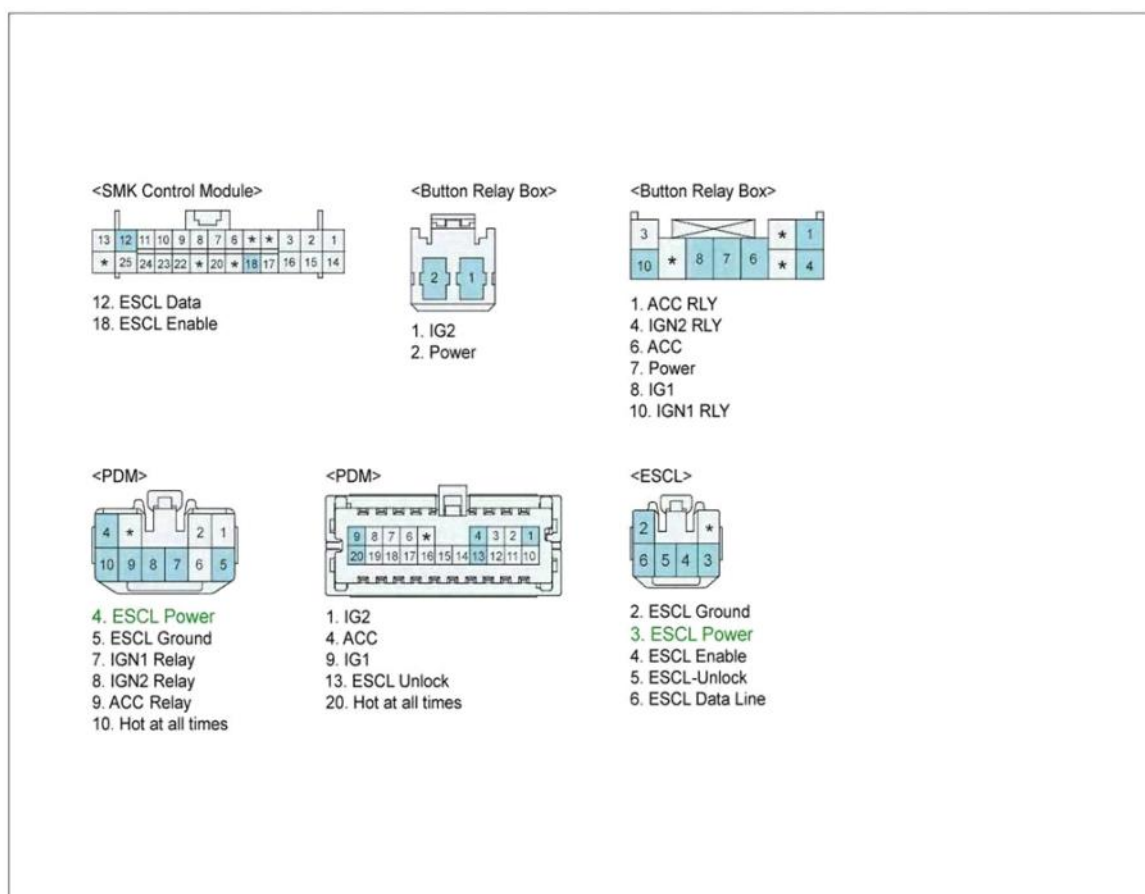 <SMK Control Module>
13 12 11 10 9 8 7 6 * * 3 2 1
* 25 24 23 22 * 20 * 18 17 16 15 14
12. ESCL Data
18. ESCL Enable
<Button Relay Box>
2 1
1. IG2
2. Power
<Button Relay Box>
3 * 1
10 * 8 7 6 * 4
1. ACC RLY
4. IGN2 RLY
6. ACC
7. Power
8. IG1
10. IGN1 RLY
<PDM>
4 * 2 1
10 9 8 7 6 5
4. ESCL Power
5. ESCL Ground
7. IGN1 Relay
8. IGN2 Relay
9. ACC Relay
10. Hot at all times
<PDM>
9 8 7 6 * 4 3 2 1
20 19 18 17 16 15 14 13 12 11 10
1. IG2
4. ACC
9. IG1
13. ESCL Unlock
20. Hot at all times
<ESCL>
2 *
6 5 4 3
2. ESCL Ground
3. ESCL Power
4. ESCL Enable
5. ESCL-Unlock
6. ESCL Data Line